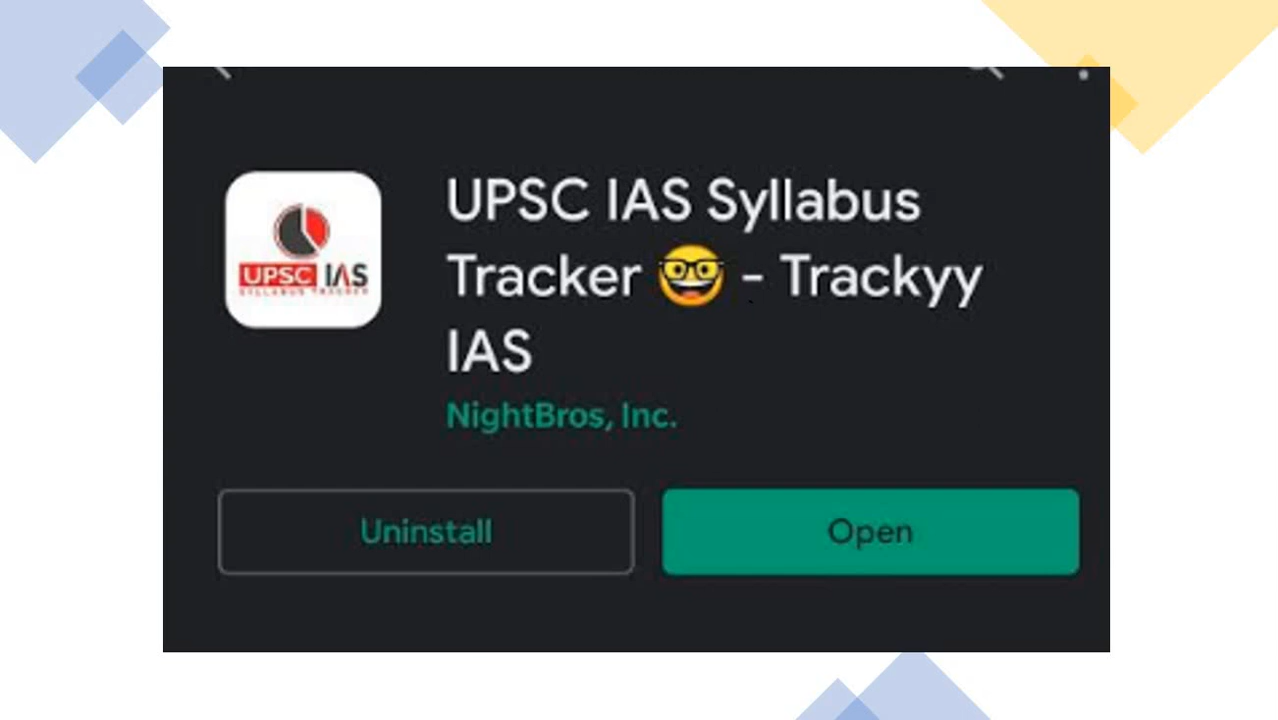 UPSC IAS Syllabus
Tracker 🤓 - Trackyy
IAS
NightBros, Inc.
UPSC IAS
SYLLABUS TRACKER
Uninstall
Open